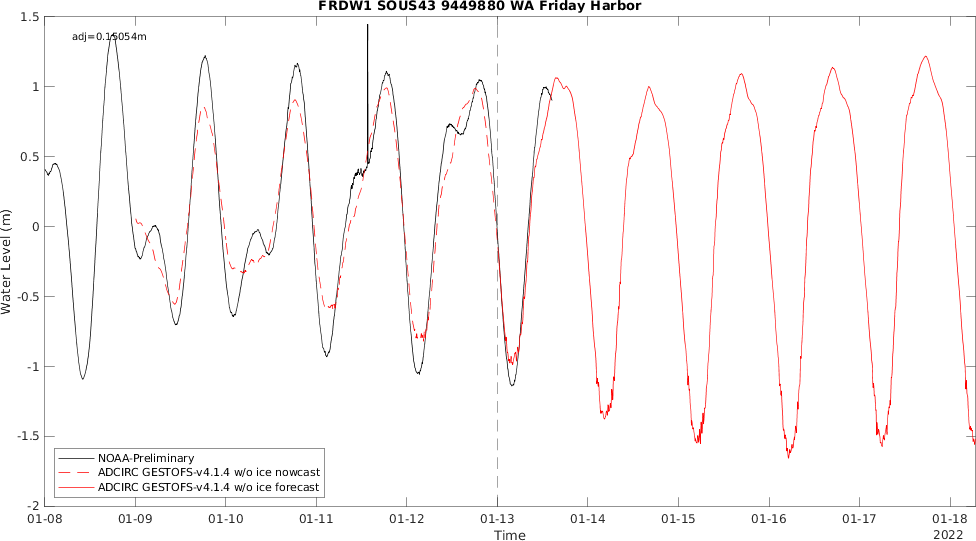 FRDW1 SOUS43 9449880 WA Friday Harbor
adj=0.15054m
1.5
1
0.5
0
-0.5
-1
-1.5
-2
Water Level (m)
NOAA-Preliminary
ADCIRC GESTOFS-v4.1.4 w/o ice nowcast
ADCIRC GESTOFS-v4.1.4 w/o ice forecast
01-08 01-09 01-10 01-11 01-12 01-13 01-14 01-15 01-16 01-17 01-18
Time
2022